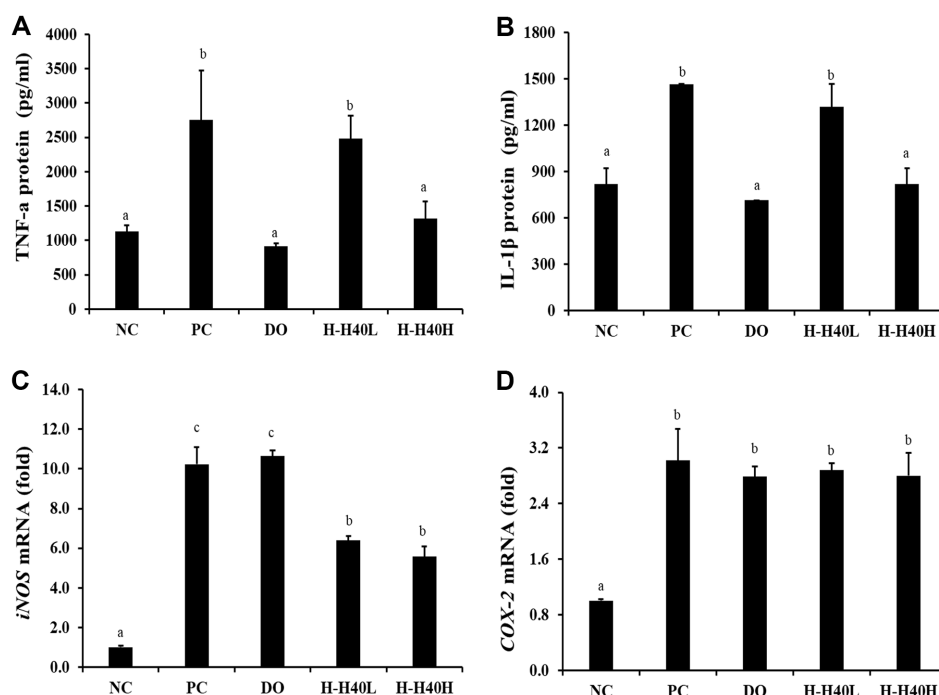 A
TNF-a protein (pg/ml)
4000
3500
3000
2500
2000
1500
1000
500
0
a
b
a
b
a
NC PC DO H-H40L H-H40H
B
IL-1β protein (pg/ml)
1800
1500
1200
900
600
300
0
a
b
a
b
a
NC PC DO H-H40L H-H40H
C
iNOS mRNA (fold)
14.0
12.0
10.0
8.0
6.0
4.0
2.0
0.0
a
c
c
b
b
NC PC DO H-H40L H-H40H
D
COX-2 mRNA (fold)
4.0
3.2
2.4
1.6
0.8
0.0
a
b
b
b
b
NC PC DO H-H40L H-H40H